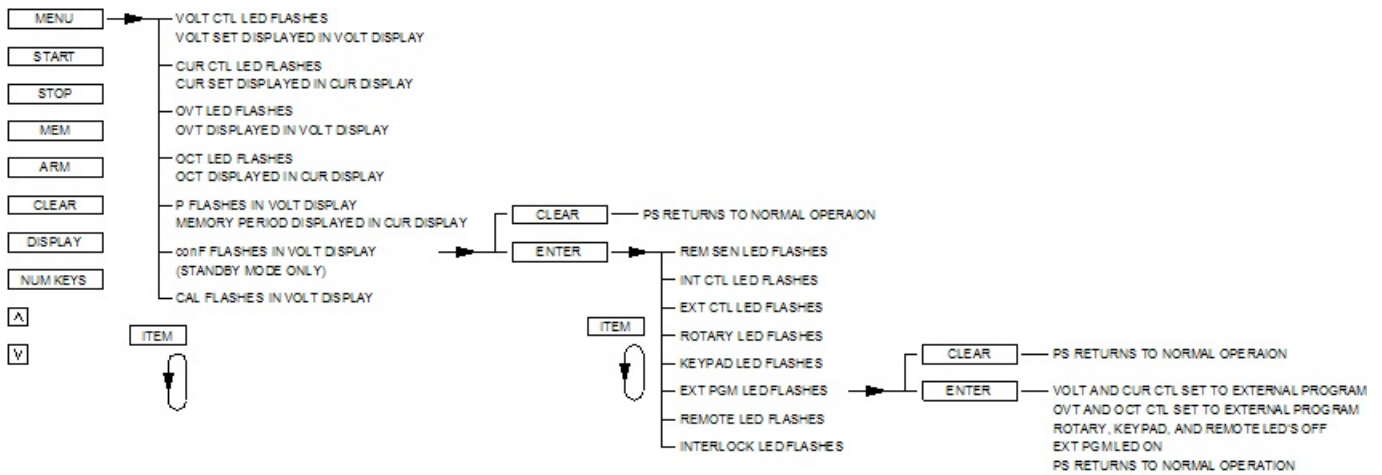 MENU
START
STOP
MEM
ARM
CLEAR
DISPLAY
NUM KEYS
^
v
VOLT CTL LED FLASHES
VOLT SET DISPLAYED IN VOLT DISPLAY
CUR CTL LED FLASHES
CUR SET DISPLAYED IN CUR DISPLAY
OVT LED FLASHES
OVT DISPLAYED IN VOLT DISPLAY
OCT LED FLASHES
OCT DISPLAYED IN CUR DISPLAY
P FLASHES IN VOLT DISPLAY
MEMORY PERIOD DISPLAYED IN CUR DISPLAY
conF FLASHES IN VOLT DISPLAY
(STANDBY MODE ONLY)
CAL FLASHES IN VOLT DISPLAY
ITEM
CLEAR
PS RETURNS TO NORMAL OPERAION
ENTER
REM SEN LED FLASHES
INT CTL LED FLASHES
EXT CTL LED FLASHES
ROTARY LED FLASHES
KEYPAD LED FLASHES
EXT PGM LED FLASHES
REMOTE LED FLASHES
INTERLOCK LED FLASHES
ITEM
CLEAR
PS RETURNS TO NORMAL OPERAION
ENTER
VOLT AND CUR CTL SET TO EXTERNAL PROGRAM
OVT AND OCT CTL SET TO EXTERNAL PROGRAM
ROTARY, KEYPAD, AND REMOTE LED'S OFF
EXT PGM LED ON
PS RETURNS TO NORMAL OPERATION